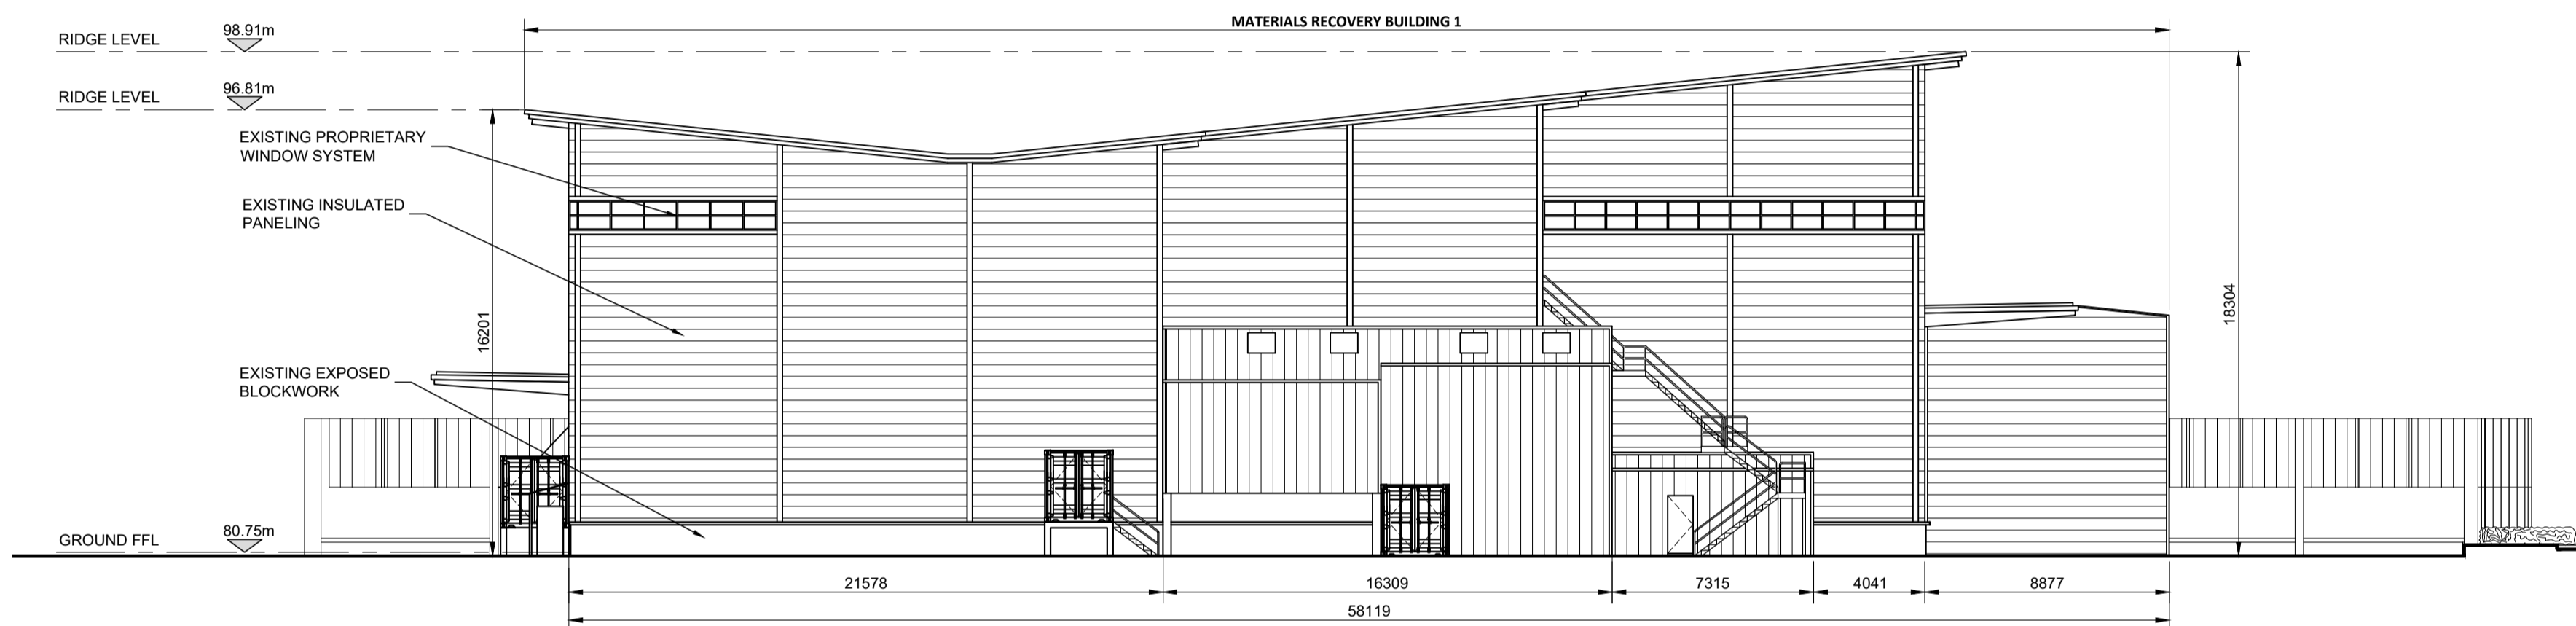 MATERIALS RECOVERY BUILDING 1
RIDGE LEVEL 98.91m
RIDGE LEVEL 96.81m
EXISTING PROPRIETARY
WINDOW SYSTEM
EXISTING INSULATED
PANELING
16201
18304
EXISTING EXPOSED
BLOCKWORK
GROUND FFL 80.75m
21578 16309 7315 4041 8877
58119